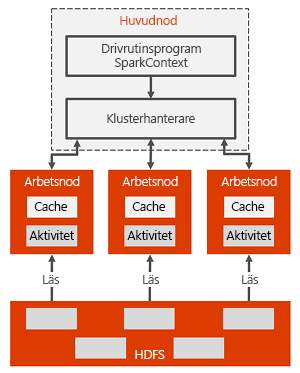 Huvudnod
Drivrutinsprogram
SparkContext
Klusterhanterare
Arbetsnod
Arbetsnod
Arbetsnod
Cache
Cache
Cache
Aktivitet
Aktivitet
Aktivitet
Läs
Läs
Läs
HDFS